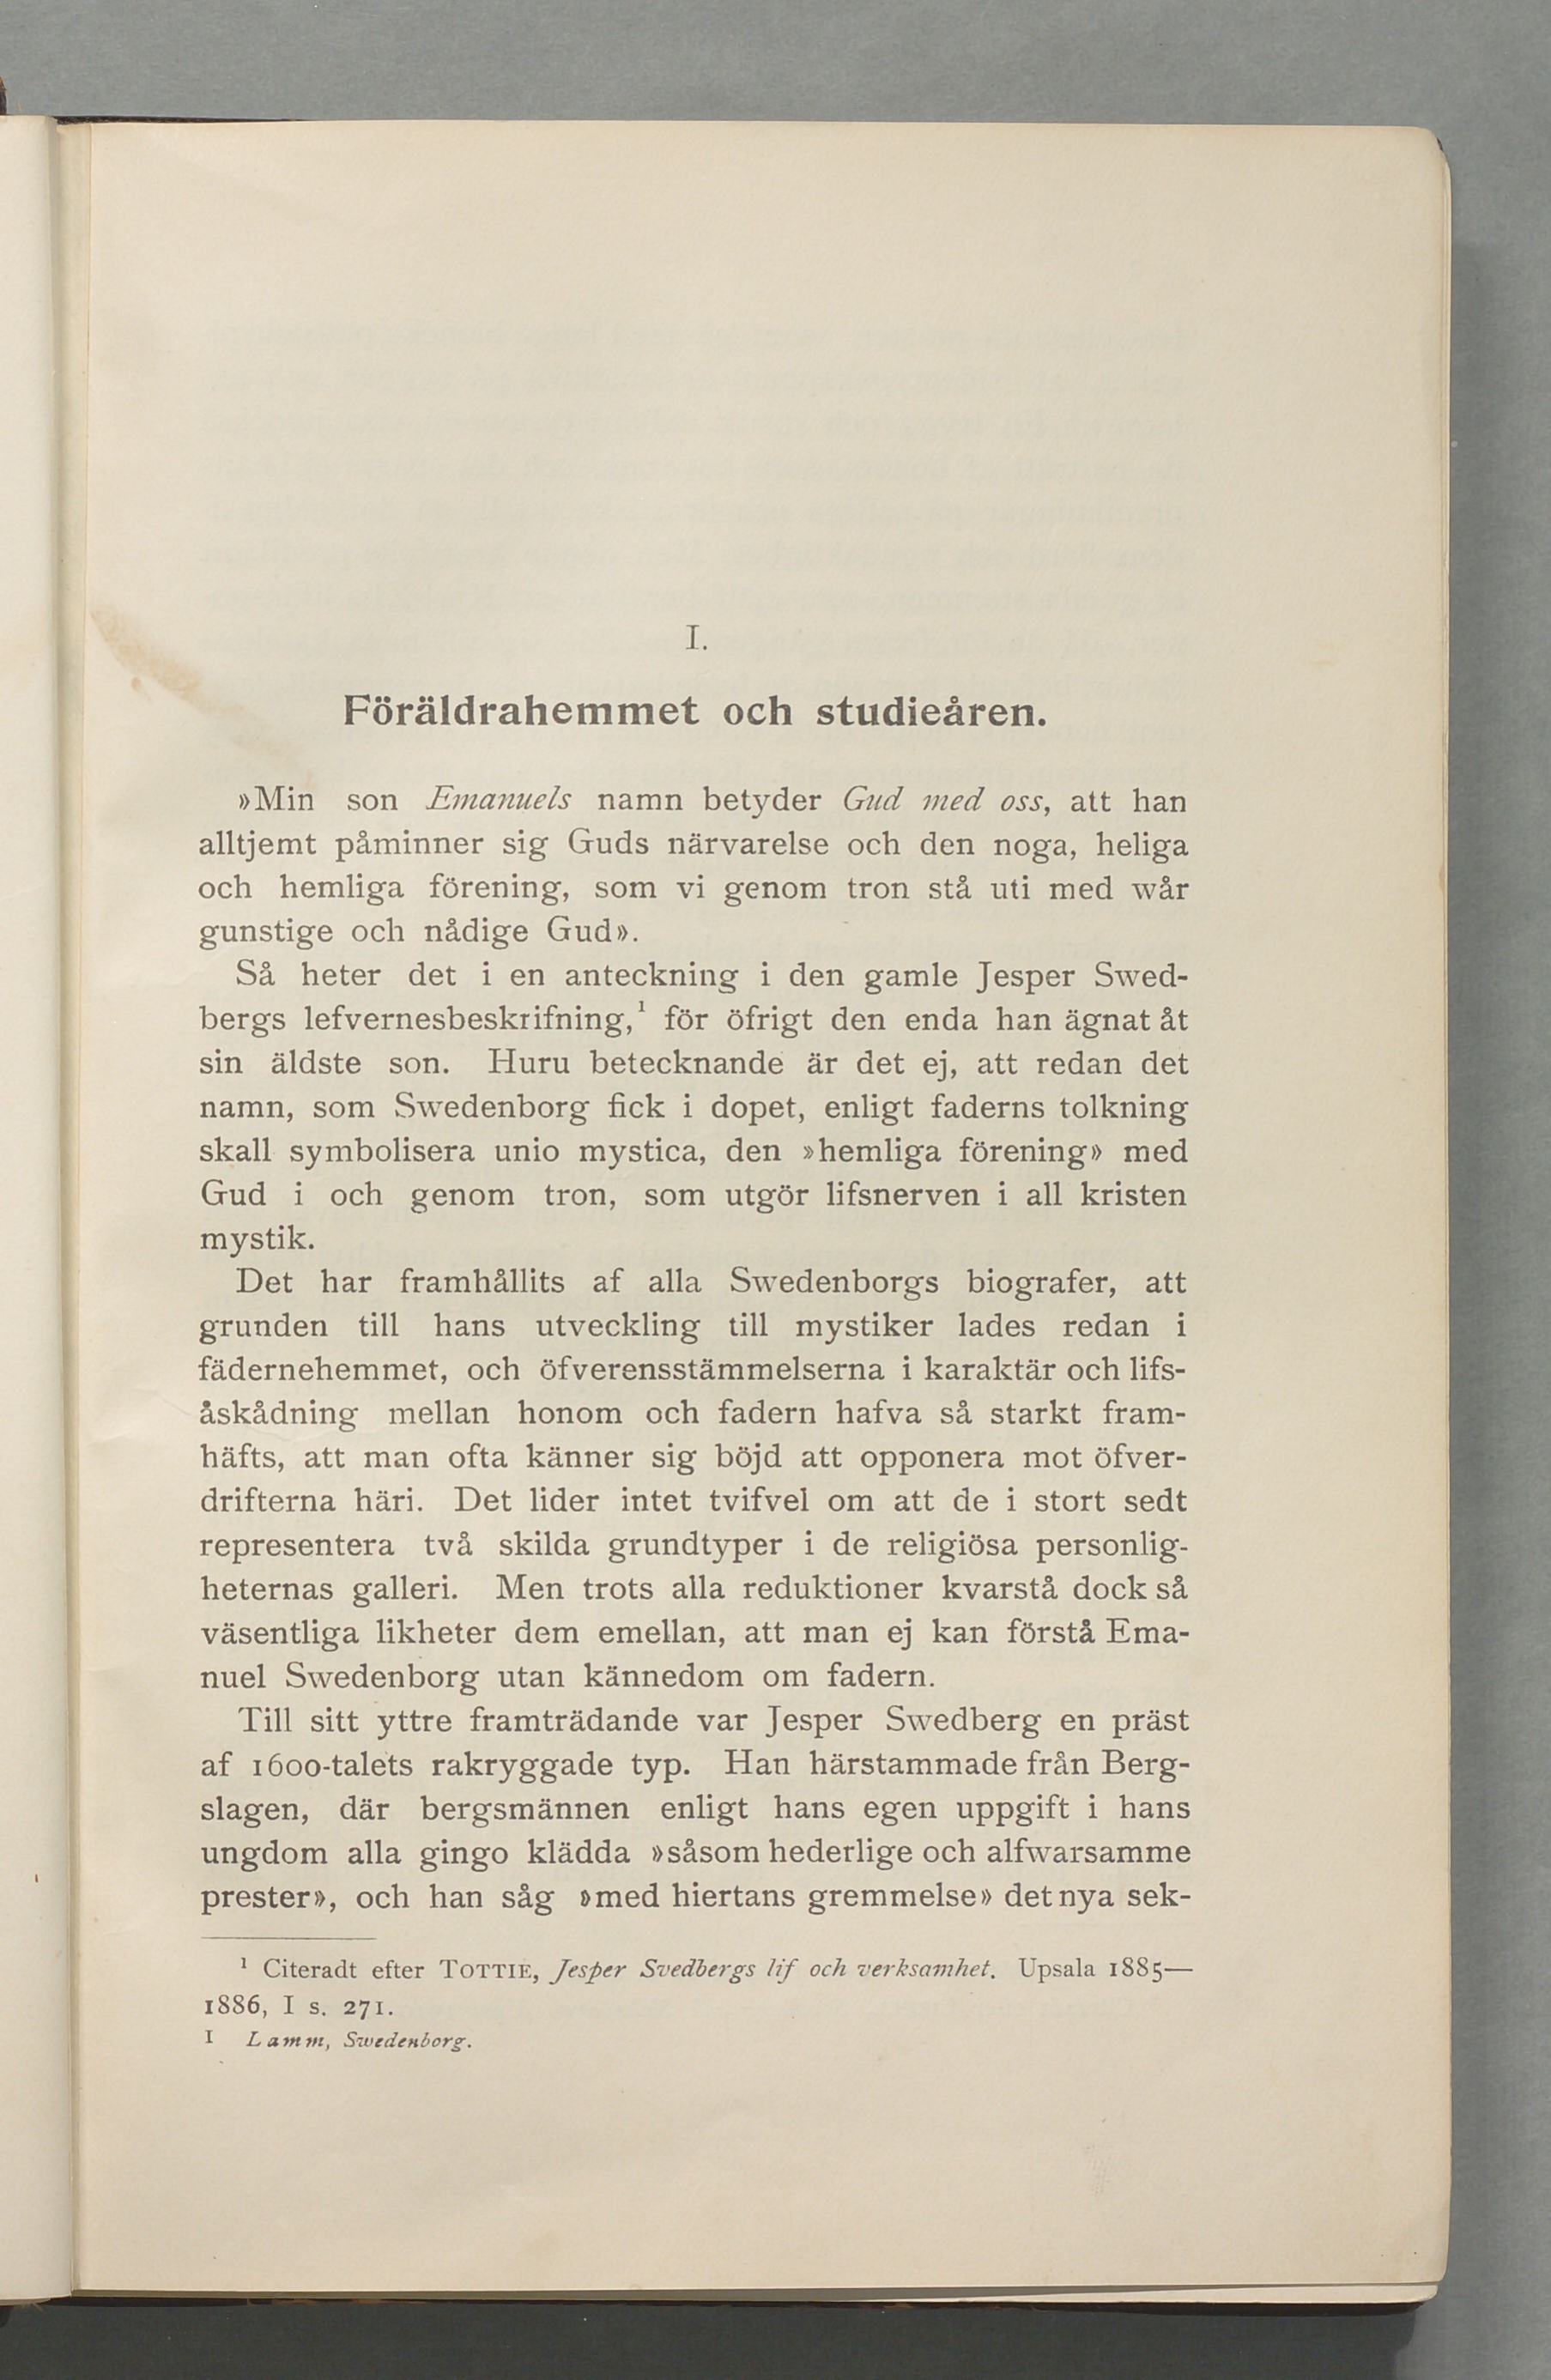 I.
Föräldrahemmet och studieåren.
»Min son Emanuels namn betyder Gud med oss, att han
alltjemt påminner sig Guds närvarelse och den noga, heliga
och hemliga förening, som vi genom tron stå uti med wår
gunstige och nådige Gud».
Så heter det i en anteckning i den gamle Jesper Swed-
bergs lefvernesbeskrifning,¹ för öfrigt den enda han ägnat åt
sin äldste son. Huru betecknande är det ej, att redan det
namn, som Swedenborg fick i dopet, enligt faderns tolkning
skall symbolisera unio mystica, den »hemliga förening» med
Gud i och genom tron, som utgör lifsnerven i all kristen
mystik.
Det har framhållits af alla Swedenborgs biografer, att
grunden till hans utveckling till mystiker lades redan i
fädernehemmet, och öfverensstämmelserna i karaktär och lifs-
åskådning mellan honom och fadern hafva så starkt fram-
häfts, att man ofta känner sig böjd att opponera mot öfver-
drifterna häri. Det lider intet tvifvel om att de i stort sedt
representera två skilda grundtyper i de religiösa personlig-
heternas galleri. Men trots alla reduktioner kvarstå dock så
väsentliga likheter dem emellan, att man ej kan förstå Ema-
nuel Swedenborg utan kännedom om fadern.
Till sitt yttre framträdande var Jesper Swedberg en präst
af 1600-talets rakryggade typ. Han härstammade från Berg-
slagen, där bergsmännen enligt hans egen uppgift i hans
ungdom alla gingo klädda »såsom hederlige och alfwarsamme
prester», och han såg »med hiertans gremmelse» det nya sek-
¹ Citeradt efter TOTTIE, Jesper Svedbergs lif och verksamhet. Upsala 1885—
1886, I s. 271.
I Lamm, Swedenborg.